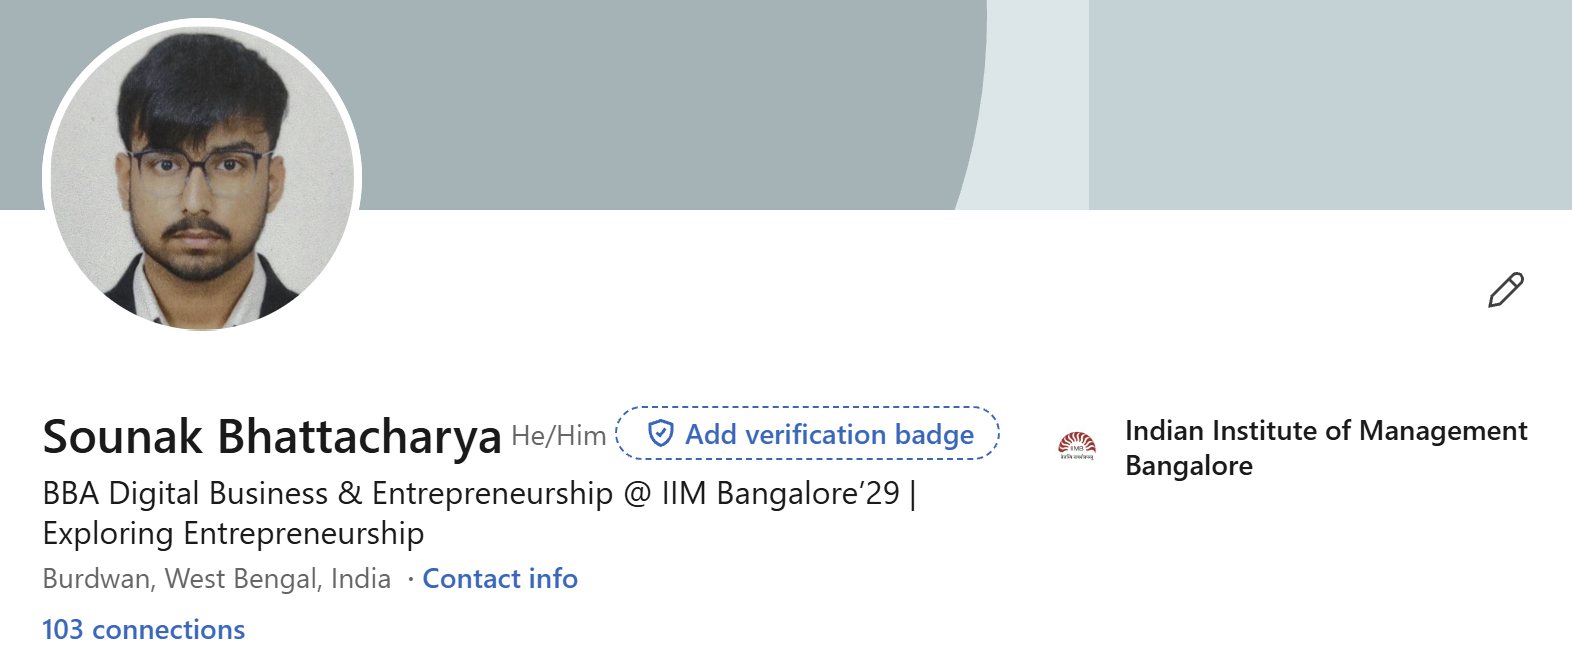 Sounak Bhattacharya He/Him Add verification badge
BBA Digital Business & Entrepreneurship @ IIM Bangalore’29 |
Exploring Entrepreneurship
Burdwan, West Bengal, India · Contact info
103 connections
IIMB
Indian Institute of Management
Bangalore